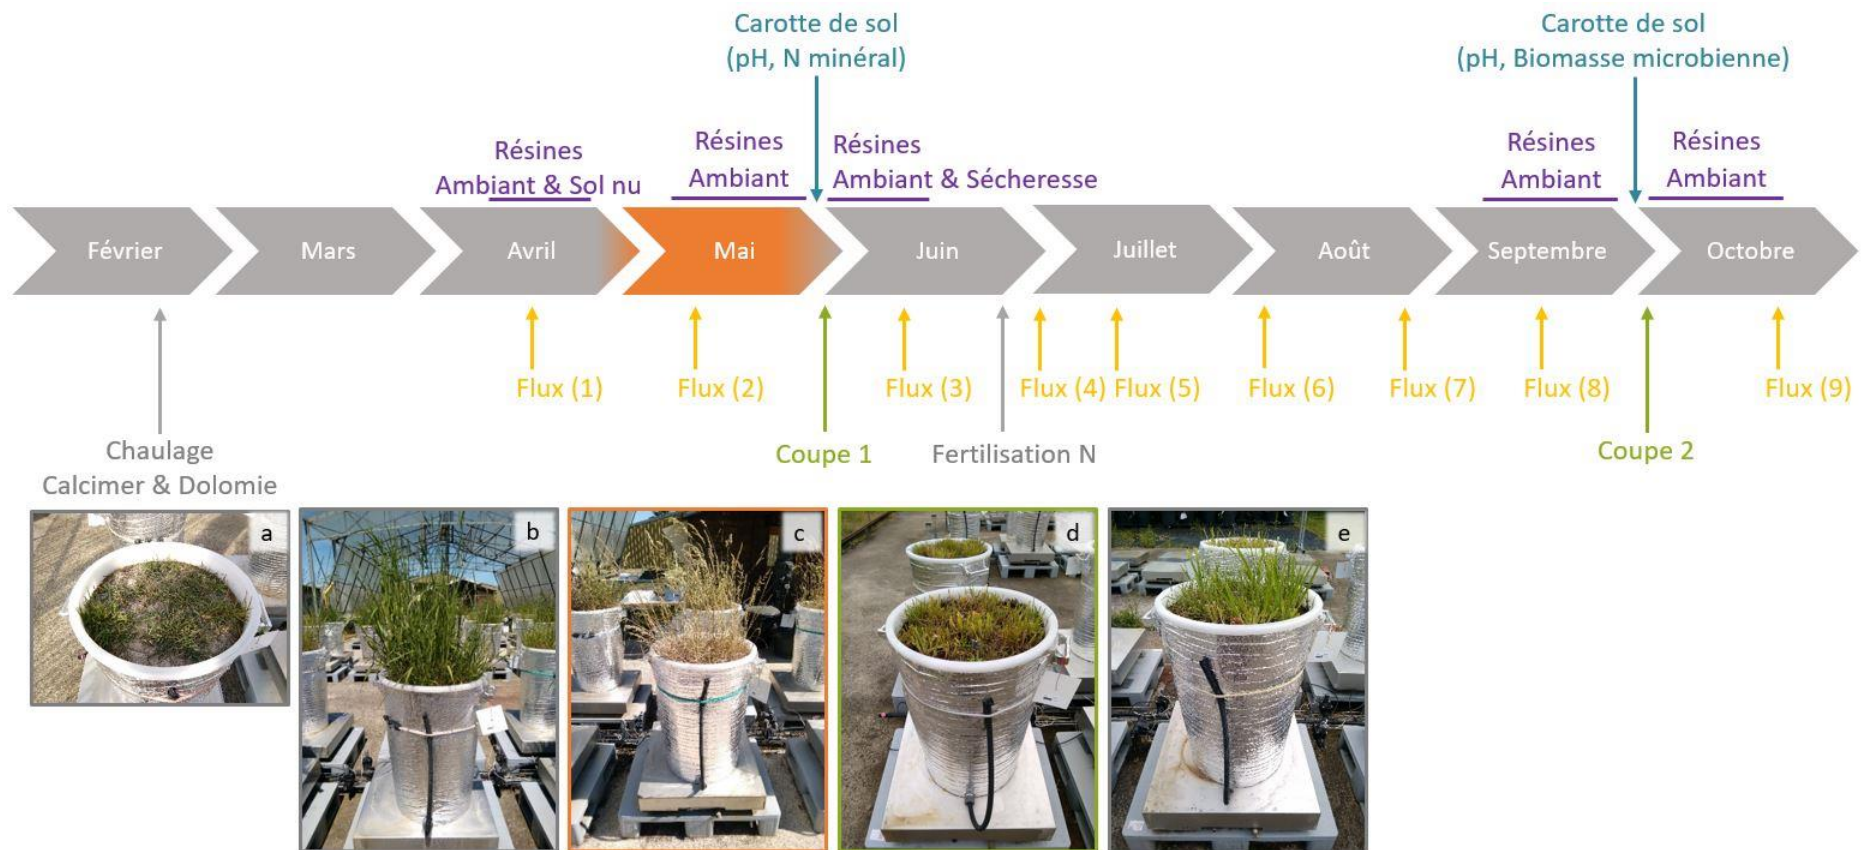 Carotte de sol
(pH, N minéral)
Carotte de sol
(pH, Biomasse microbienne)
Résines
Ambiant & Sol nu
Résines
Ambiant
Résines
Ambiant & Sécheresse
Résines
Ambiant
Résines
Ambiant
Février
Mars
Avril
Mai
Juin
Juillet
Août
Septembre
Octobre
Flux (1)
Flux (2)
Flux (3)
Flux (4)
Flux (5)
Flux (6)
Flux (7)
Flux (8)
Flux (9)
Chaulage
Calcimer & Dolomie
Coupe 1
Fertilisation N
Coupe 2
a
b
c
d
e